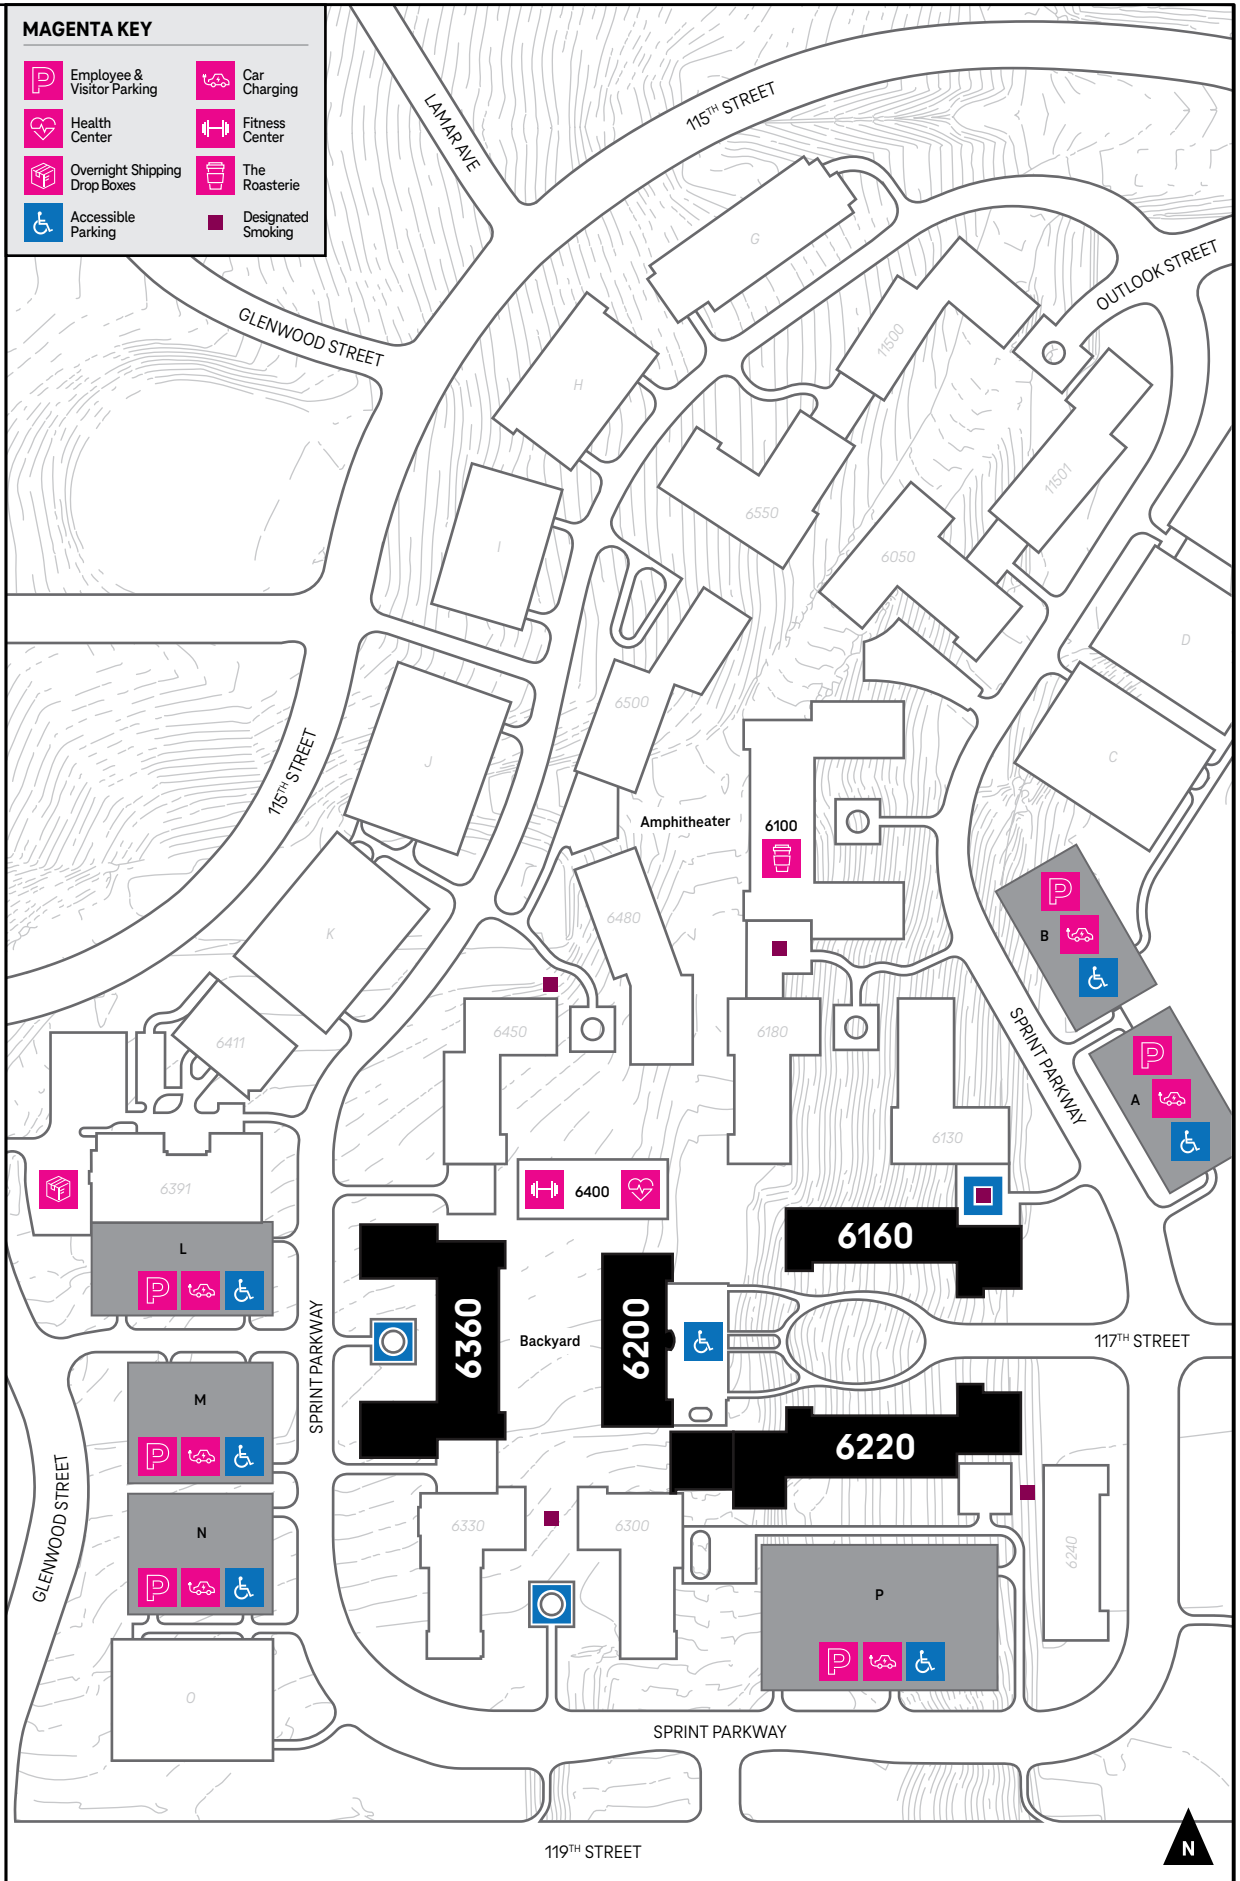 MAGENTA KEY
Employee &
Visitor Parking
Car
Charging
Health
Center
Fitness
Center
Overnight Shipping
Drop Boxes
The
Roasterie
Accessible
Parking
Designated
Smoking
LAMAR AVE
115TH STREET
GLENWOOD STREET
OUTLOOK STREET
G
H
11500
11501
I
6550
6050
D
6500
C
J
115TH STREET
Amphitheater
6100
K
6480
B
A
SPRINT PARKWAY
6450
6180
6130
6411
6391
6400
L
6160
6360
Backyard
6200
117TH STREET
SPRINT PARKWAY
M
6220
N
GLENWOOD STREET
6330
6300
6240
P
O
SPRINT PARKWAY
119TH STREET
N